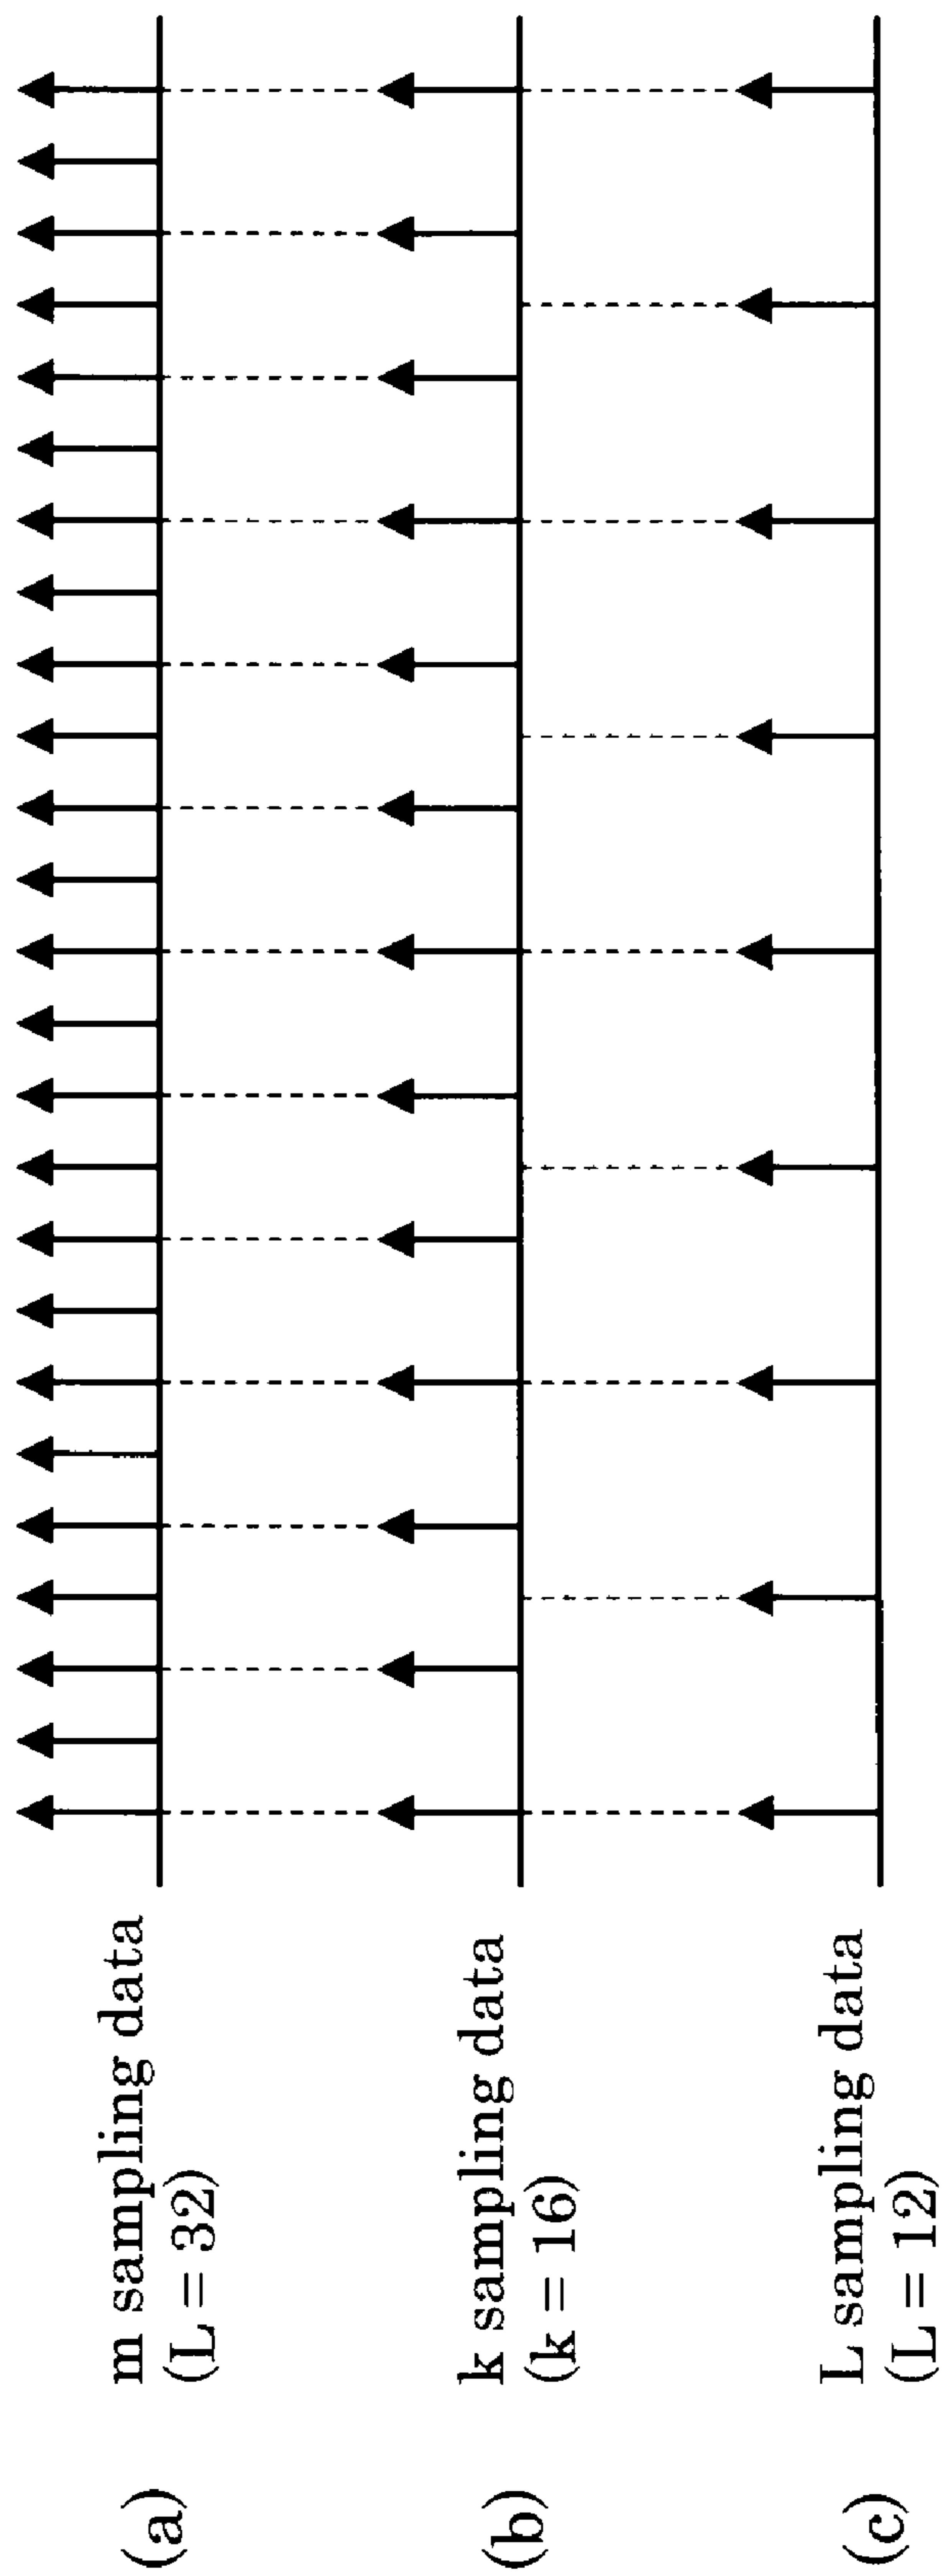 (a) m sampling data
(L = 32)
(b) k sampling data
(k = 16)
(c) L sampling data
(L = 12)